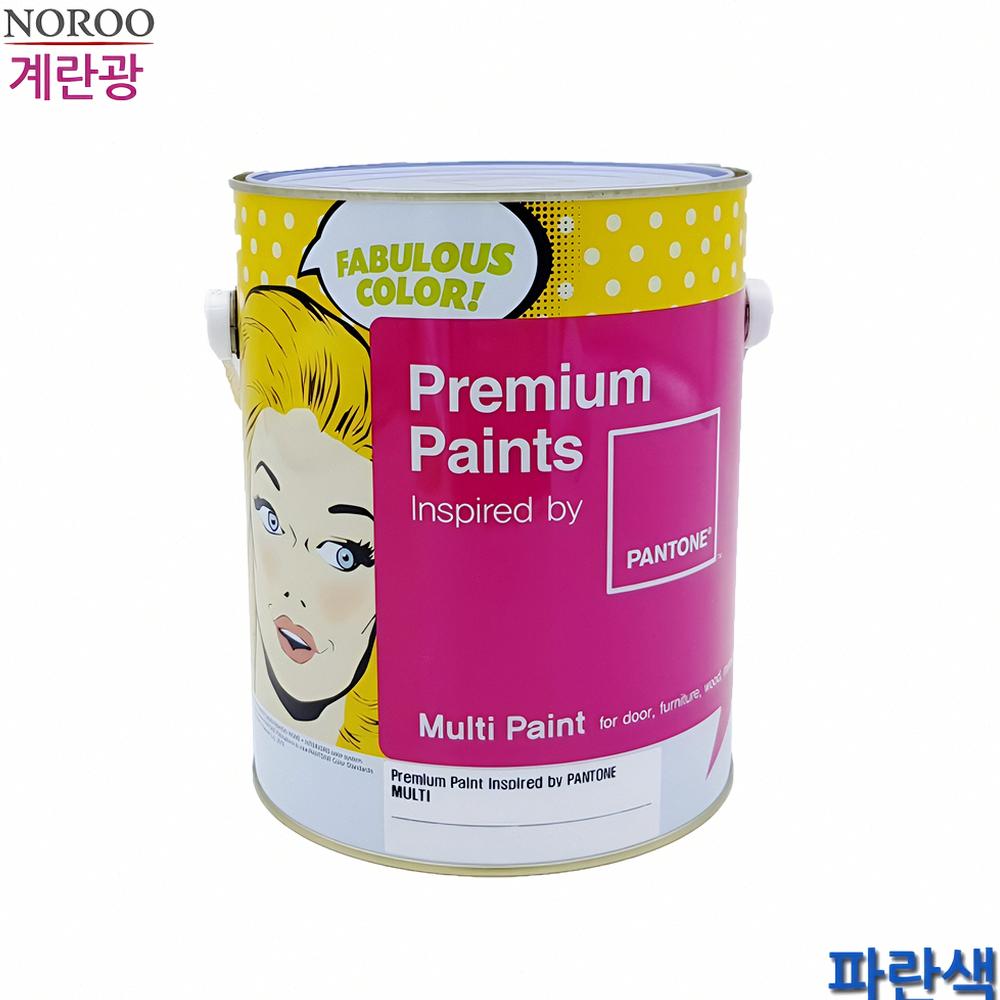 NOROO
계란광
FABULOUS
COLOR!
Premium
Paints
Inspired by
PANTONE®
Multi Paint for door, furniture, wood,
Premium Paint Inspired by PANTONE
MULTI
파란색